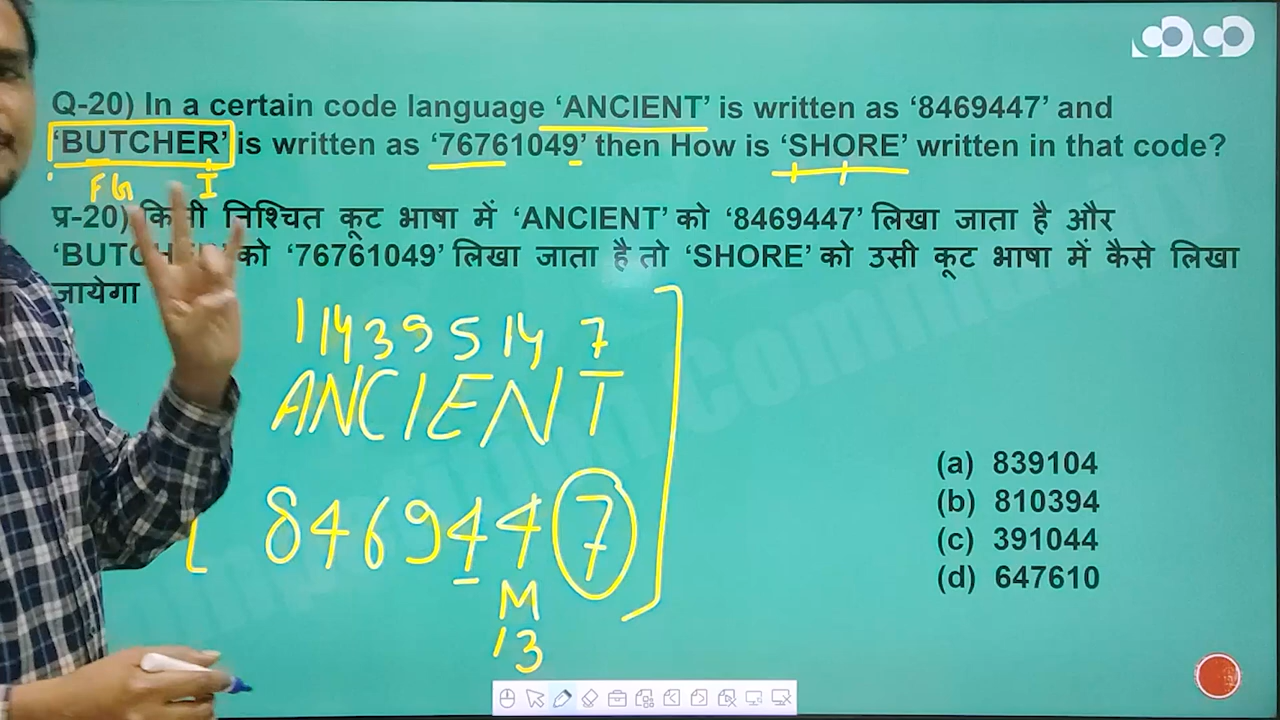 Q-20) In a certain code language ‘ANCIENT’ is written as ‘8469447’ and
‘BUTCHER’ is written as ‘76761049’ then How is ‘SHORE’ written in that code?
F G I
प्र-20) किसी निश्चित कूट भाषा में ‘ANCIENT’ को ‘8469447’ लिखा जाता है और
को ‘76761049’ लिखा जाता है तो ‘SHORE’ को उसी कूट भाषा में कैसे लिखा
जायेगा
1 14 3 9 5 14 7
ANCIENT
8469447
M
13
(a) 839104
(b) 810394
(c) 391044
(d) 647610